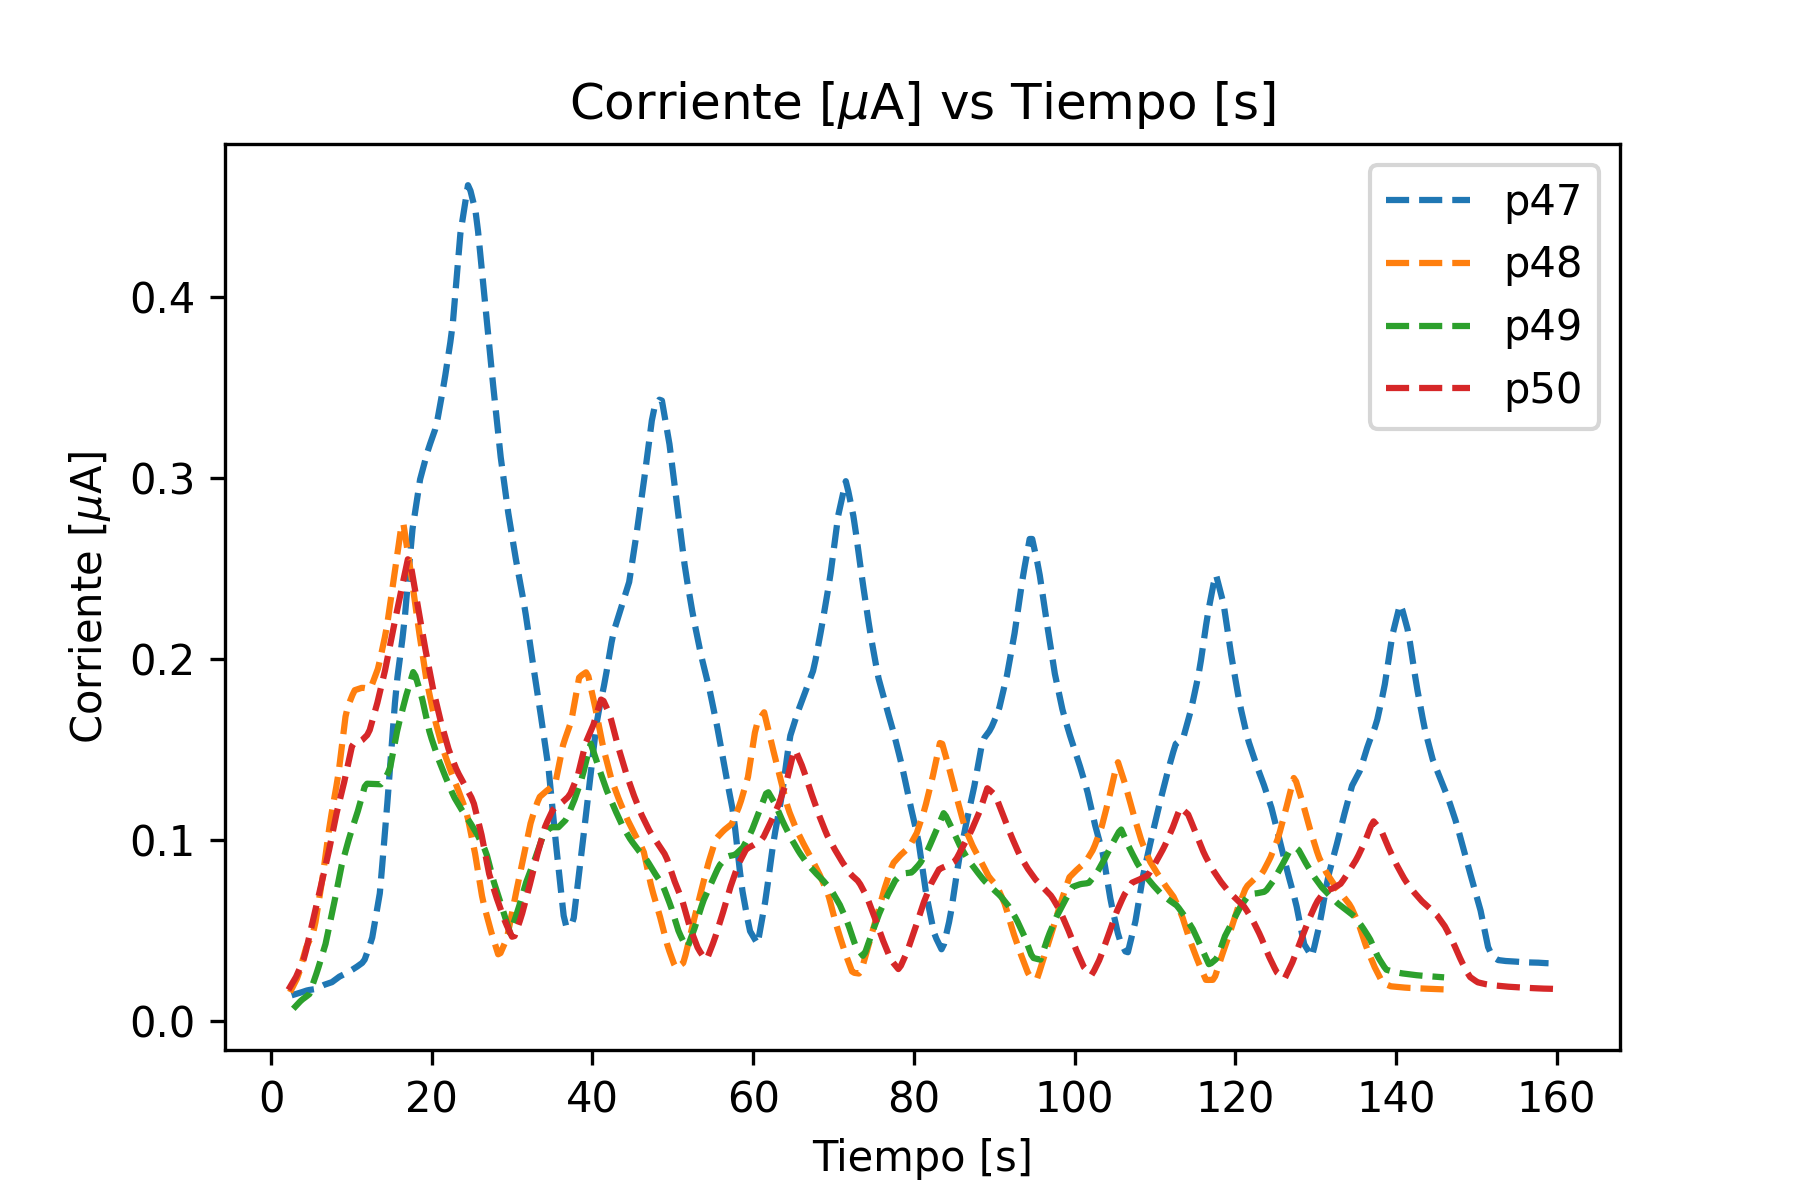 Corriente [μA] vs Tiempo [s]
p47
p48
p49
p50
Corriente [μA]
0.4
0.3
0.2
0.1
0.0
0 20 40 60 80 100 120 140 160
Tiempo [s]